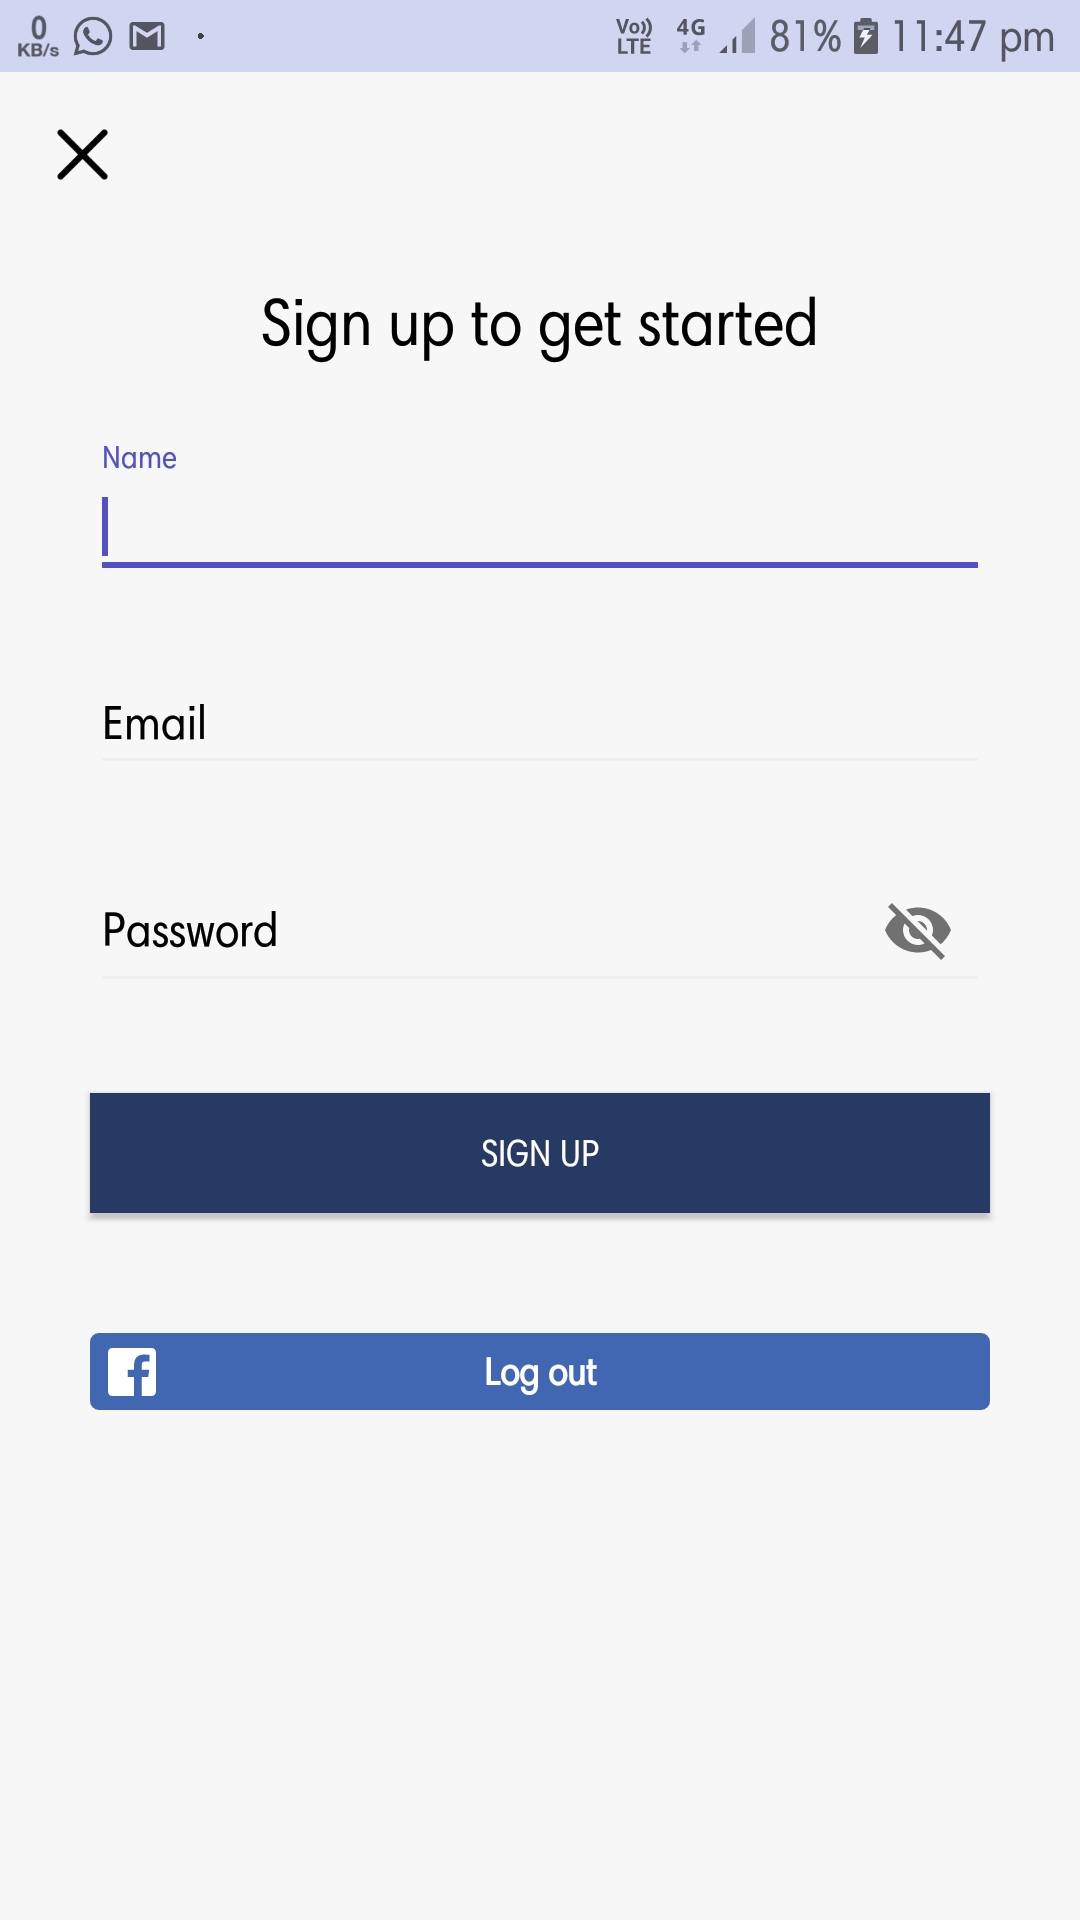 0
KB/s
Vo))
LTE
4G
81%
11:47 pm
Sign up to get started
Name
Email
Password
SIGN UP
Log out